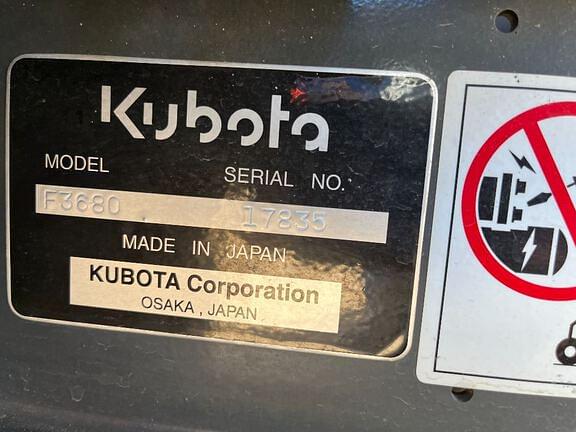 Kubota
MODEL
SERIAL NO.
F3680
17835
MADE IN JAPAN
KUBOTA Corporation
OSAKA, JAPAN